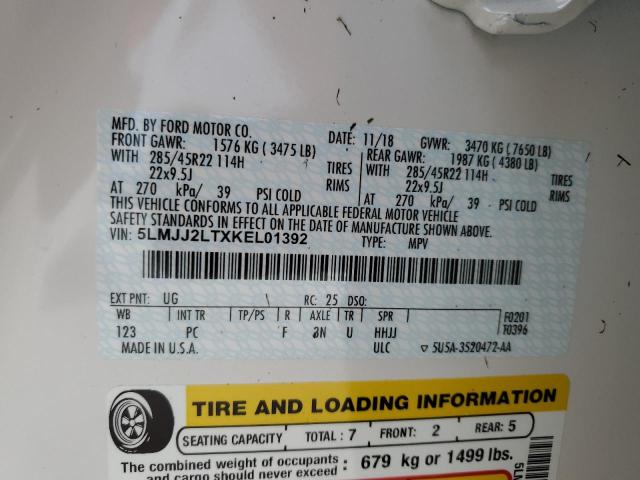 MFD. BY FORD MOTOR CO.
DATE: 11/18 GVWR: 3470 KG ( 7650 LB)
FRONT GAWR: 1576 KG ( 3475 LB) REAR GAWR: 1987 KG ( 4380 LB)
WITH 285/45R22 114H TIRES WITH 285/45R22 114H TIRES
22x9.5J RIMS 22x9.5J RIMS
AT 270 kPa/ 39 PSI COLD AT 270 kPa/ 39 PSI COLD
THIS VEHICLE CONFORMS TO ALL APPLICABLE FEDERAL MOTOR VEHICLE
SAFETY STANDARDS IN EFFECT ON THE DATE OF MANUFACTURE SHOWN ABOVE.
VIN: 5LMJJ2LTXKEL01392 TYPE: MPV
EXT PNT: UG RC: 25 DSO:
WB INT TR TP/PS R AXLE TR SPR F0201
123 PC F 3N U HHJJ T0396
MADE IN U.S.A. ULC ▽ 5U5A-3520472-AA
TIRE AND LOADING INFORMATION
SEATING CAPACITY TOTAL : 7 FRONT: 2 REAR: 5
The combined weight of occupants
and cargo should never exceed : 679 kg or 1499 lbs.